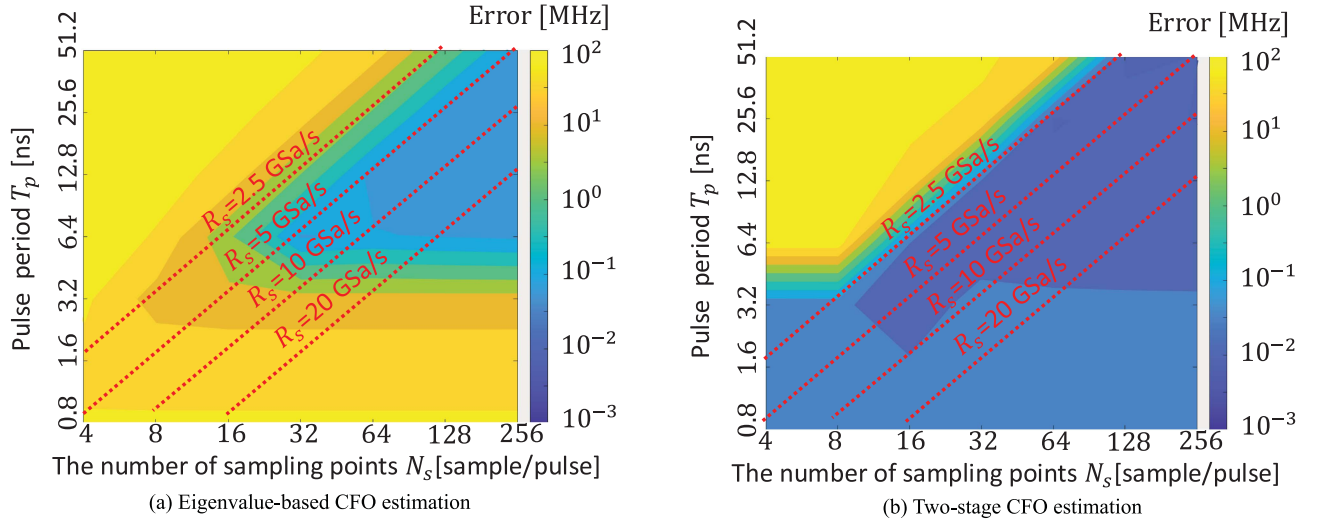 Error [MHz]
51.2
25.6
12.8
6.4
3.2
1.6
0.8
Pulse period T_p [ns]
R_s=2.5 GSa/s
R_s=5 GSa/s
R_s=10 GSa/s
R_s=20 GSa/s
10^2
10^1
10^0
10^-1
10^-2
10^-3
4 8 16 32 64 128 256
The number of sampling points N_s[sample/pulse]
(a) Eigenvalue-based CFO estimation
Error [MHz]
51.2
25.6
12.8
6.4
3.2
1.6
0.8
Pulse period T_p [ns]
R_s=2.5 GSa/s
R_s=5 GSa/s
R_s=10 GSa/s
R_s=20 GSa/s
10^2
10^1
10^0
10^-1
10^-2
10^-3
4 8 16 32 64 128 256
The number of sampling points N_s[sample/pulse]
(b) Two-stage CFO estimation